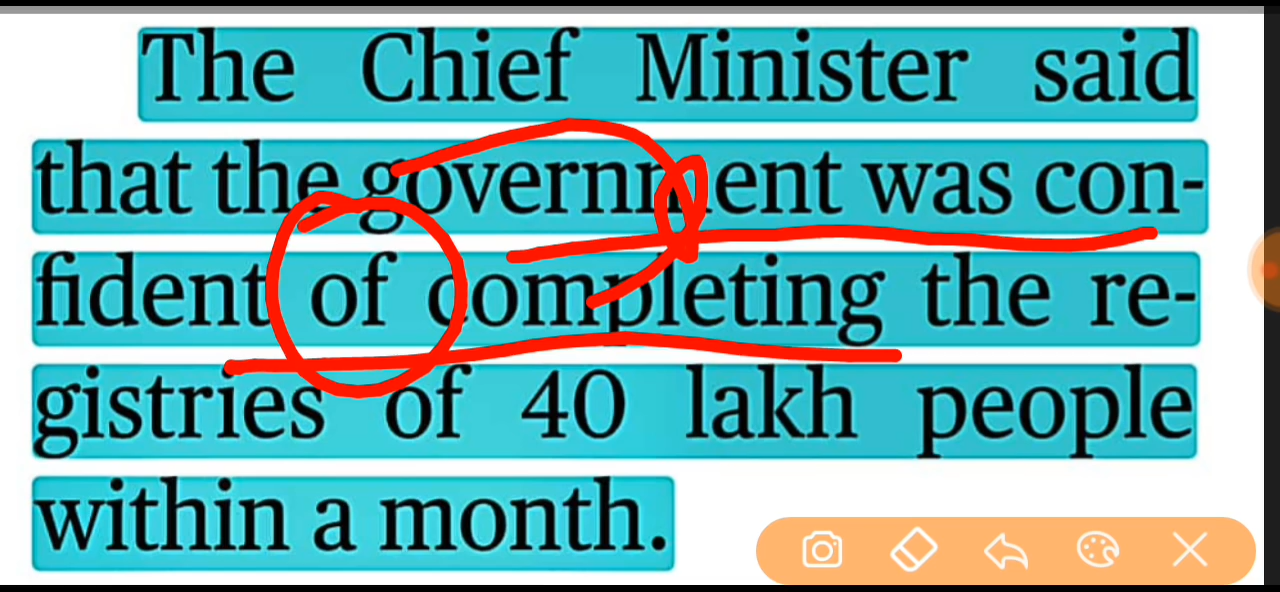 The Chief Minister said
that the government was con-
fident of completing the re-
gistries of 40 lakh people
within a month.